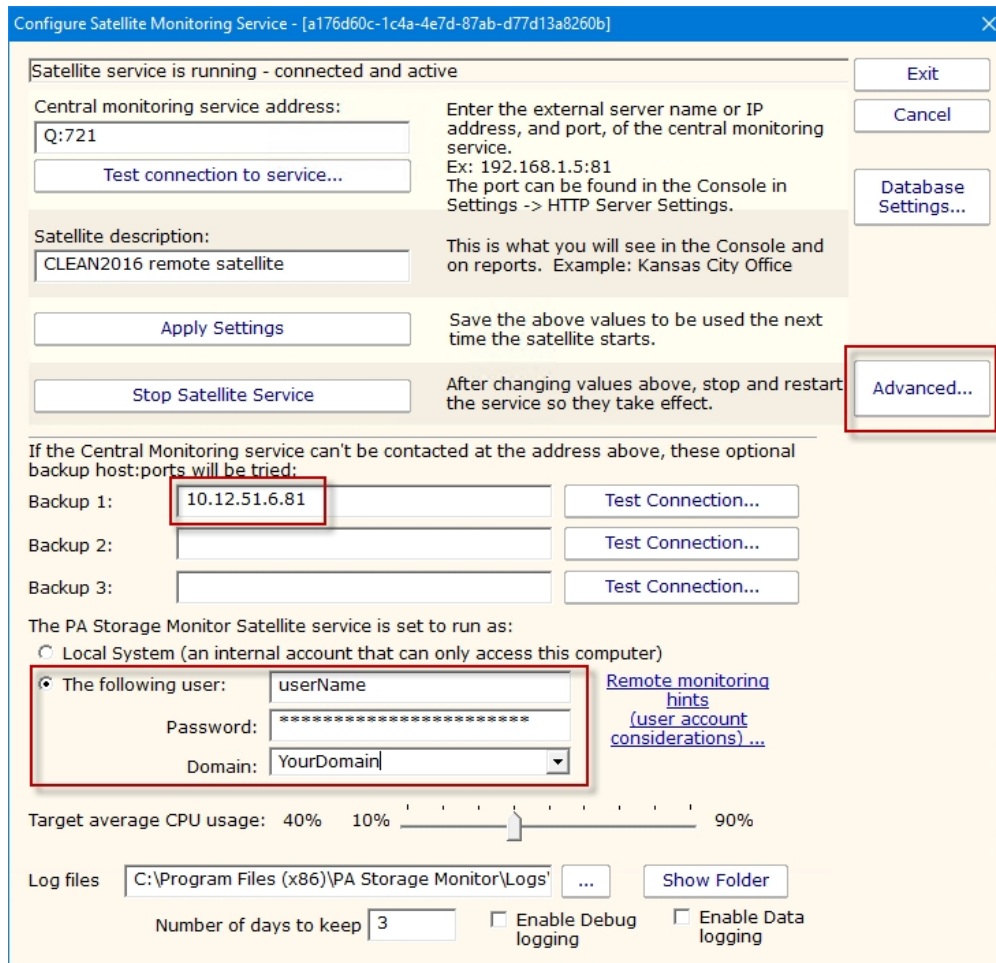 Configure Satellite Monitoring Service - [a176d60c-1c4a-4e7d-87ab-d77d13a8260b]
Satellite service is running - connected and active
Exit
Cancel
Database
Settings...
Advanced...
Central monitoring service address:
Q:721
Test connection to service...
Enter the external server name or IP
address, and port, of the central monitoring
service.
Ex: 192.168.1.5:81
The port can be found in the Console in
Settings -> HTTP Server Settings.
Satellite description:
CLEAN2016 remote satellite
This is what you will see in the Console and
on reports. Example: Kansas City Office
Apply Settings
Save the above values to be used the next
time the satellite starts.
Stop Satellite Service
After changing values above, stop and restart
the service so they take effect.
If the Central Monitoring service can't be contacted at the address above, these optional
backup host:ports will be tried:
Backup 1: 10.12.51.6.81 Test Connection...
Backup 2: Test Connection...
Backup 3: Test Connection...
The PA Storage Monitor Satellite service is set to run as:
Local System (an internal account that can only access this computer)
The following user: userName
Password: ***********************
Domain: YourDomain
Remote monitoring
hints
(user account
considerations) ...
Target average CPU usage: 40% 10% 90%
Log files C:\Program Files (x86)\PA Storage Monitor\Logs\ ... Show Folder
Number of days to keep 3
Enable Debug
logging
Enable Data
logging